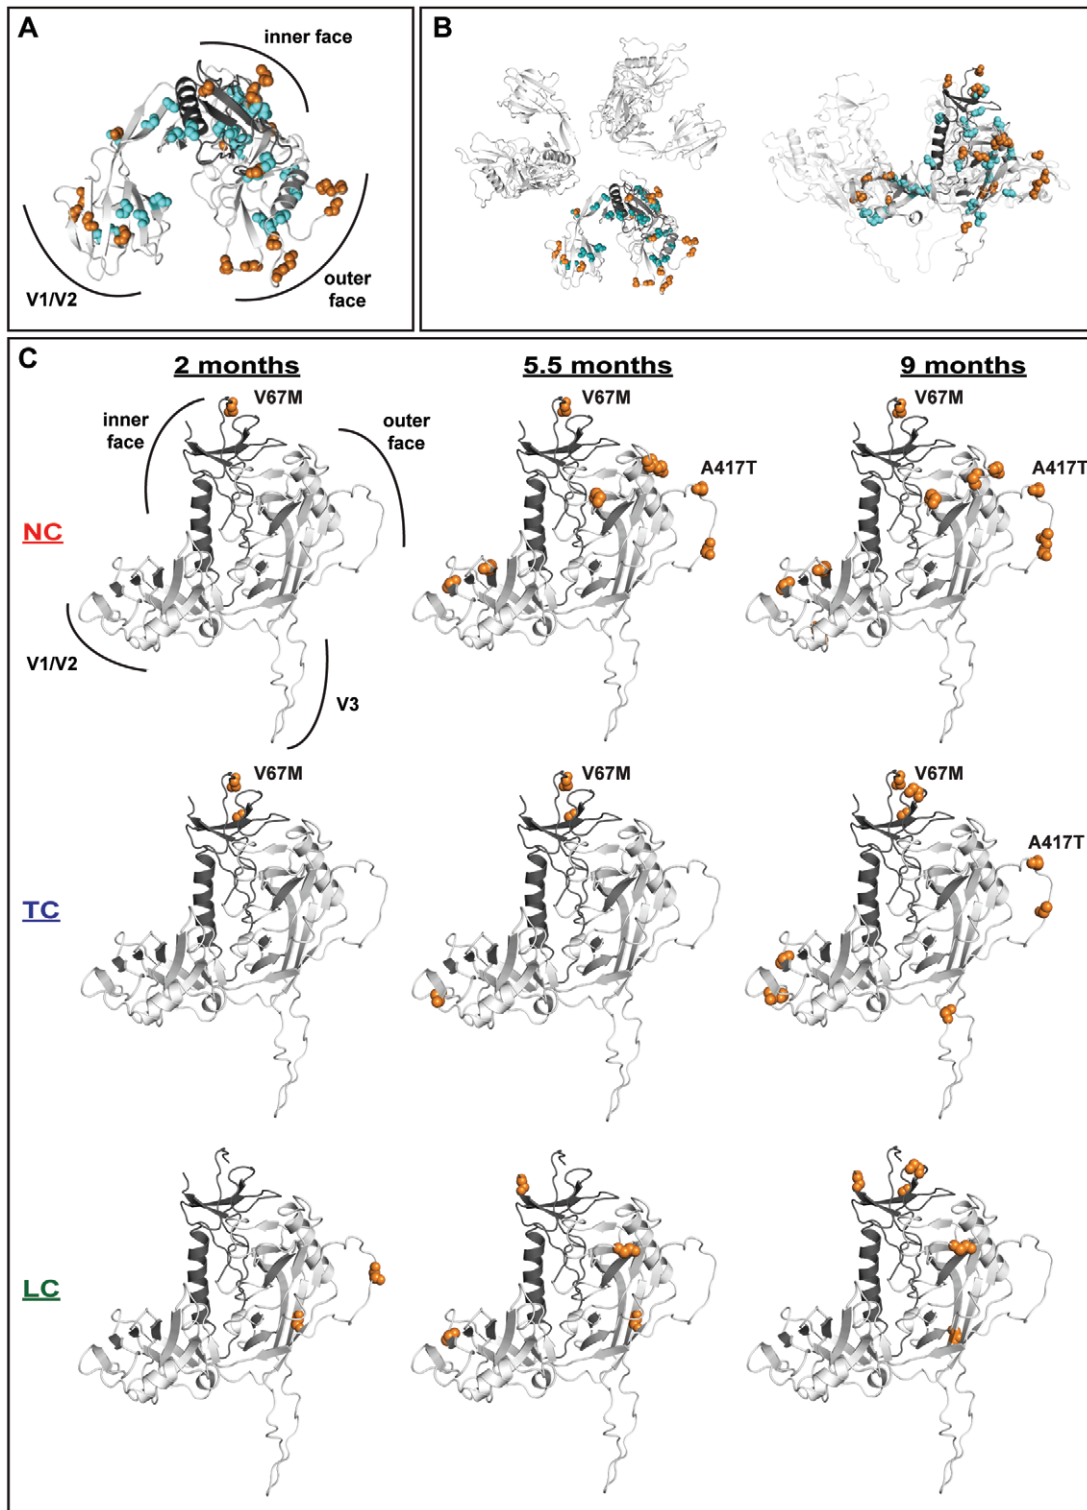 A
inner face
V1/V2
outer
face
B
C
2 months
5.5 months
9 months
V67M
V67M
V67M
inner
face
outer
face
A417T
A417T
NC
V1/V2
V3
V67M
V67M
V67M
A417T
TC
LC